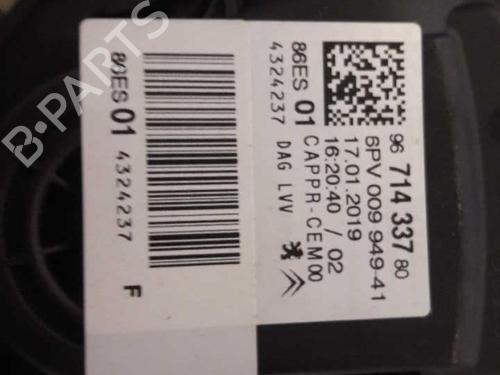 96 714 337 80
6PV 009 949-41
17.01.2019
16:20:40 / 02
CAPPR-CEM00
86ES 01
4324237 DAG LVV
86ES 01 4324237 F
B-PARTS